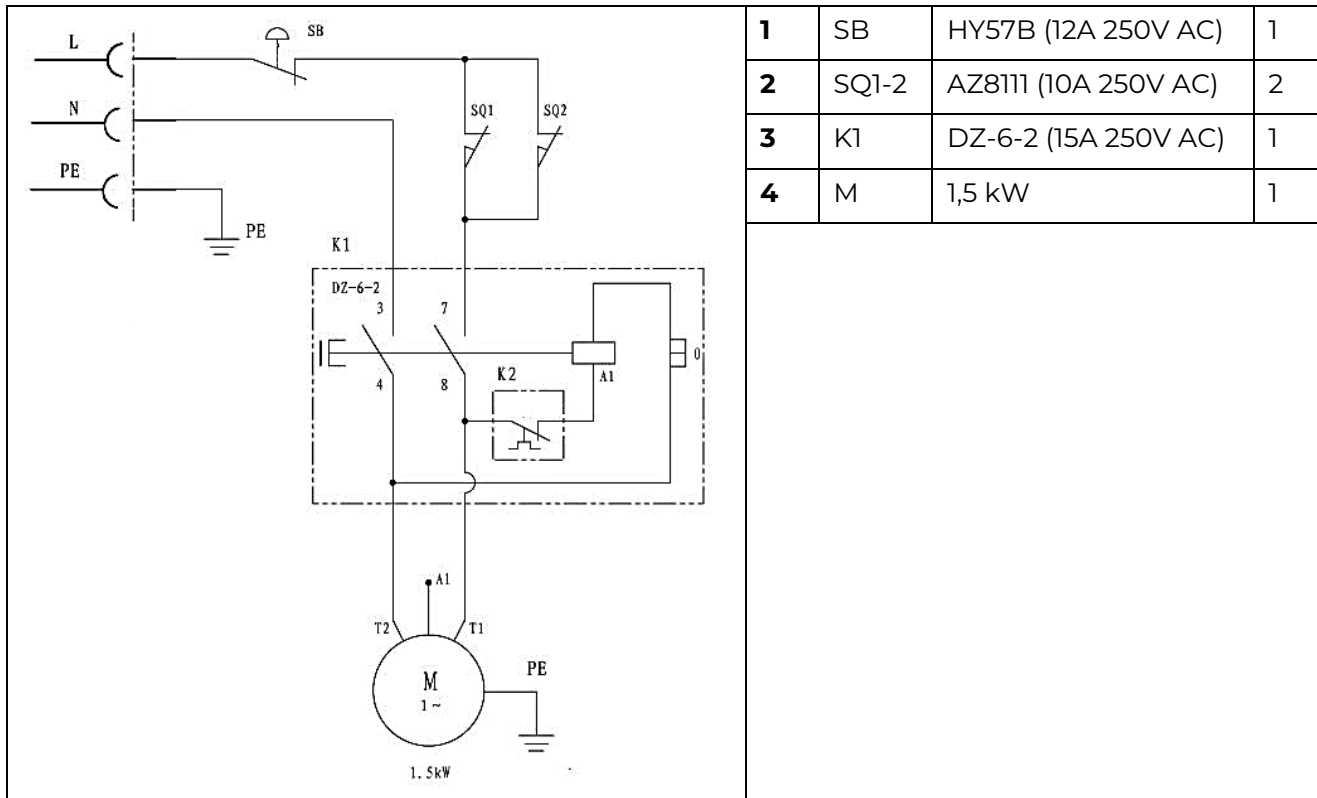 L
SB
N
SQ1
SQ2
PE
PE
K1
DZ-6-2
3
7
0
4
8
K2
A1
A1
T2
T1
M
1~
PE
1.5kW
1 SB HY57B (12A 250V AC) 1
2 SQ1-2 AZ8111 (10A 250V AC) 2
3 K1 DZ-6-2 (15A 250V AC) 1
4 M 1,5 kW 1